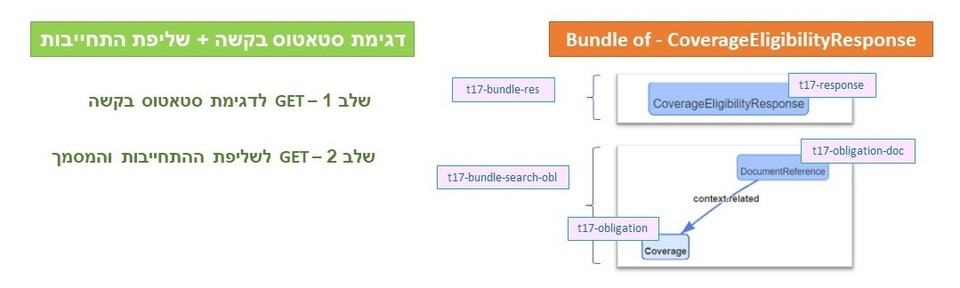 דגימת סטאטוס בקשה + שליפת התחייבות
שלב 1 – GET לדגימת סטאטוס בקשה
שלב 2 – GET לשליפת ההתחייבות והמסמך
Bundle of - CoverageEligibilityResponse
t17-bundle-res
t17-response
CoverageEligibilityResponse
t17-obligation-doc
DocumentReference
t17-bundle-search-obl
context.related
t17-obligation
Coverage